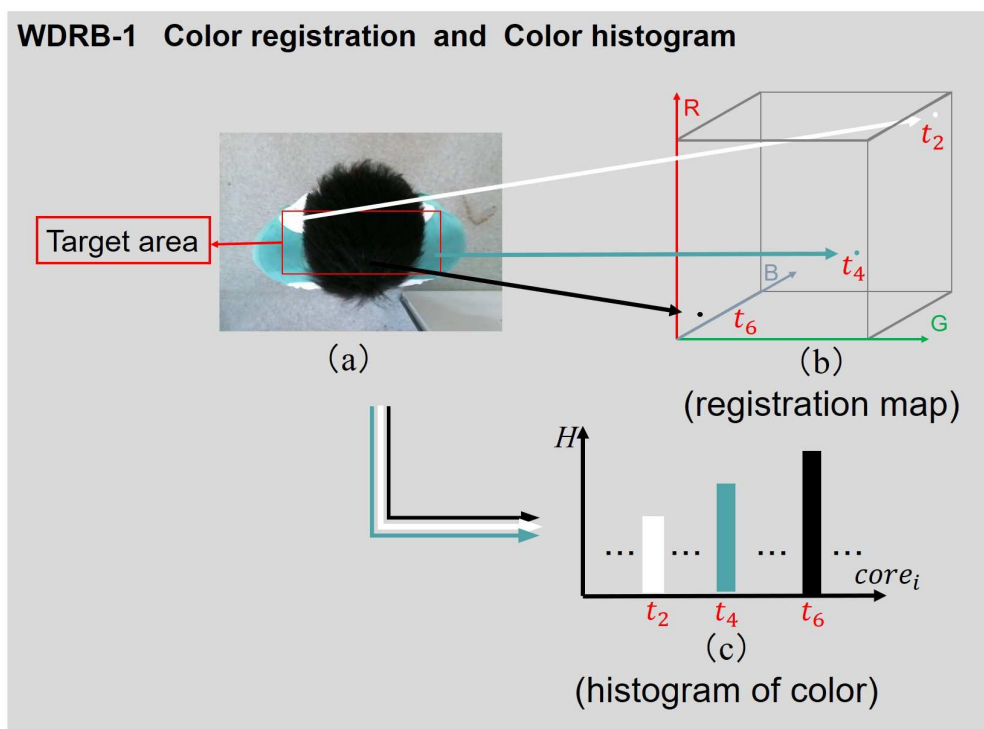 WDRB-1 Color registration and Color histogram
R
t₂
Target area
B
t₄
t₆
G
(a)
(b)
(registration map)
H
... ... ... ...
coreᵢ
t₂ t₄ t₆
(c)
(histogram of color)